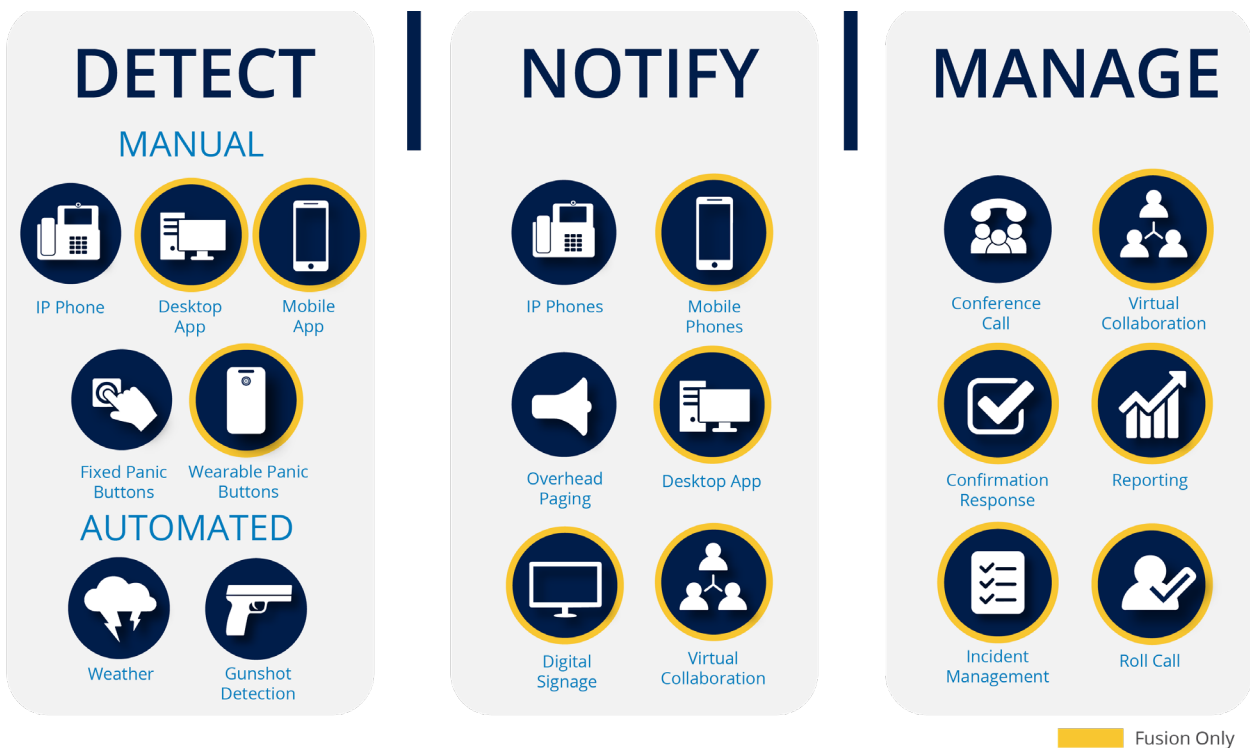 DETECT
MANUAL
IP Phone
Desktop
App
Mobile
App
Fixed Panic
Buttons
Wearable Panic
Buttons
AUTOMATED
Weather
Gunshot
Detection
NOTIFY
IP Phones
Mobile
Phones
Overhead
Paging
Desktop App
Digital
Signage
Virtual
Collaboration
MANAGE
Conference
Call
Virtual
Collaboration
Confirmation
Response
Reporting
Incident
Management
Roll Call
Fusion Only